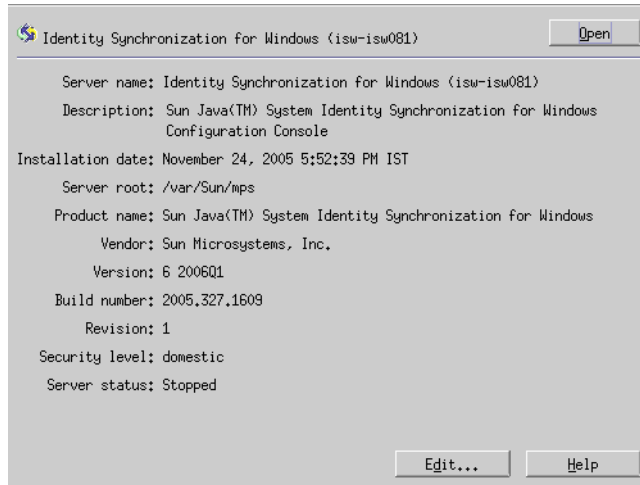 Identity Synchronization for Windows (isw-isw081)
Open
Server name: Identity Synchronization for Windows (isw-isw081)
Description: Sun Java(TM) System Identity Synchronization for Windows
Configuration Console
Installation date: November 24, 2005 5:52:39 PM IST
Server root: /var/Sun/mps
Product name: Sun Java(TM) System Identity Synchronization for Windows
Vendor: Sun Microsystems, Inc.
Version: 6 2006Q1
Build number: 2005.327.1609
Revision: 1
Security level: domestic
Server status: Stopped
Edit...
Help